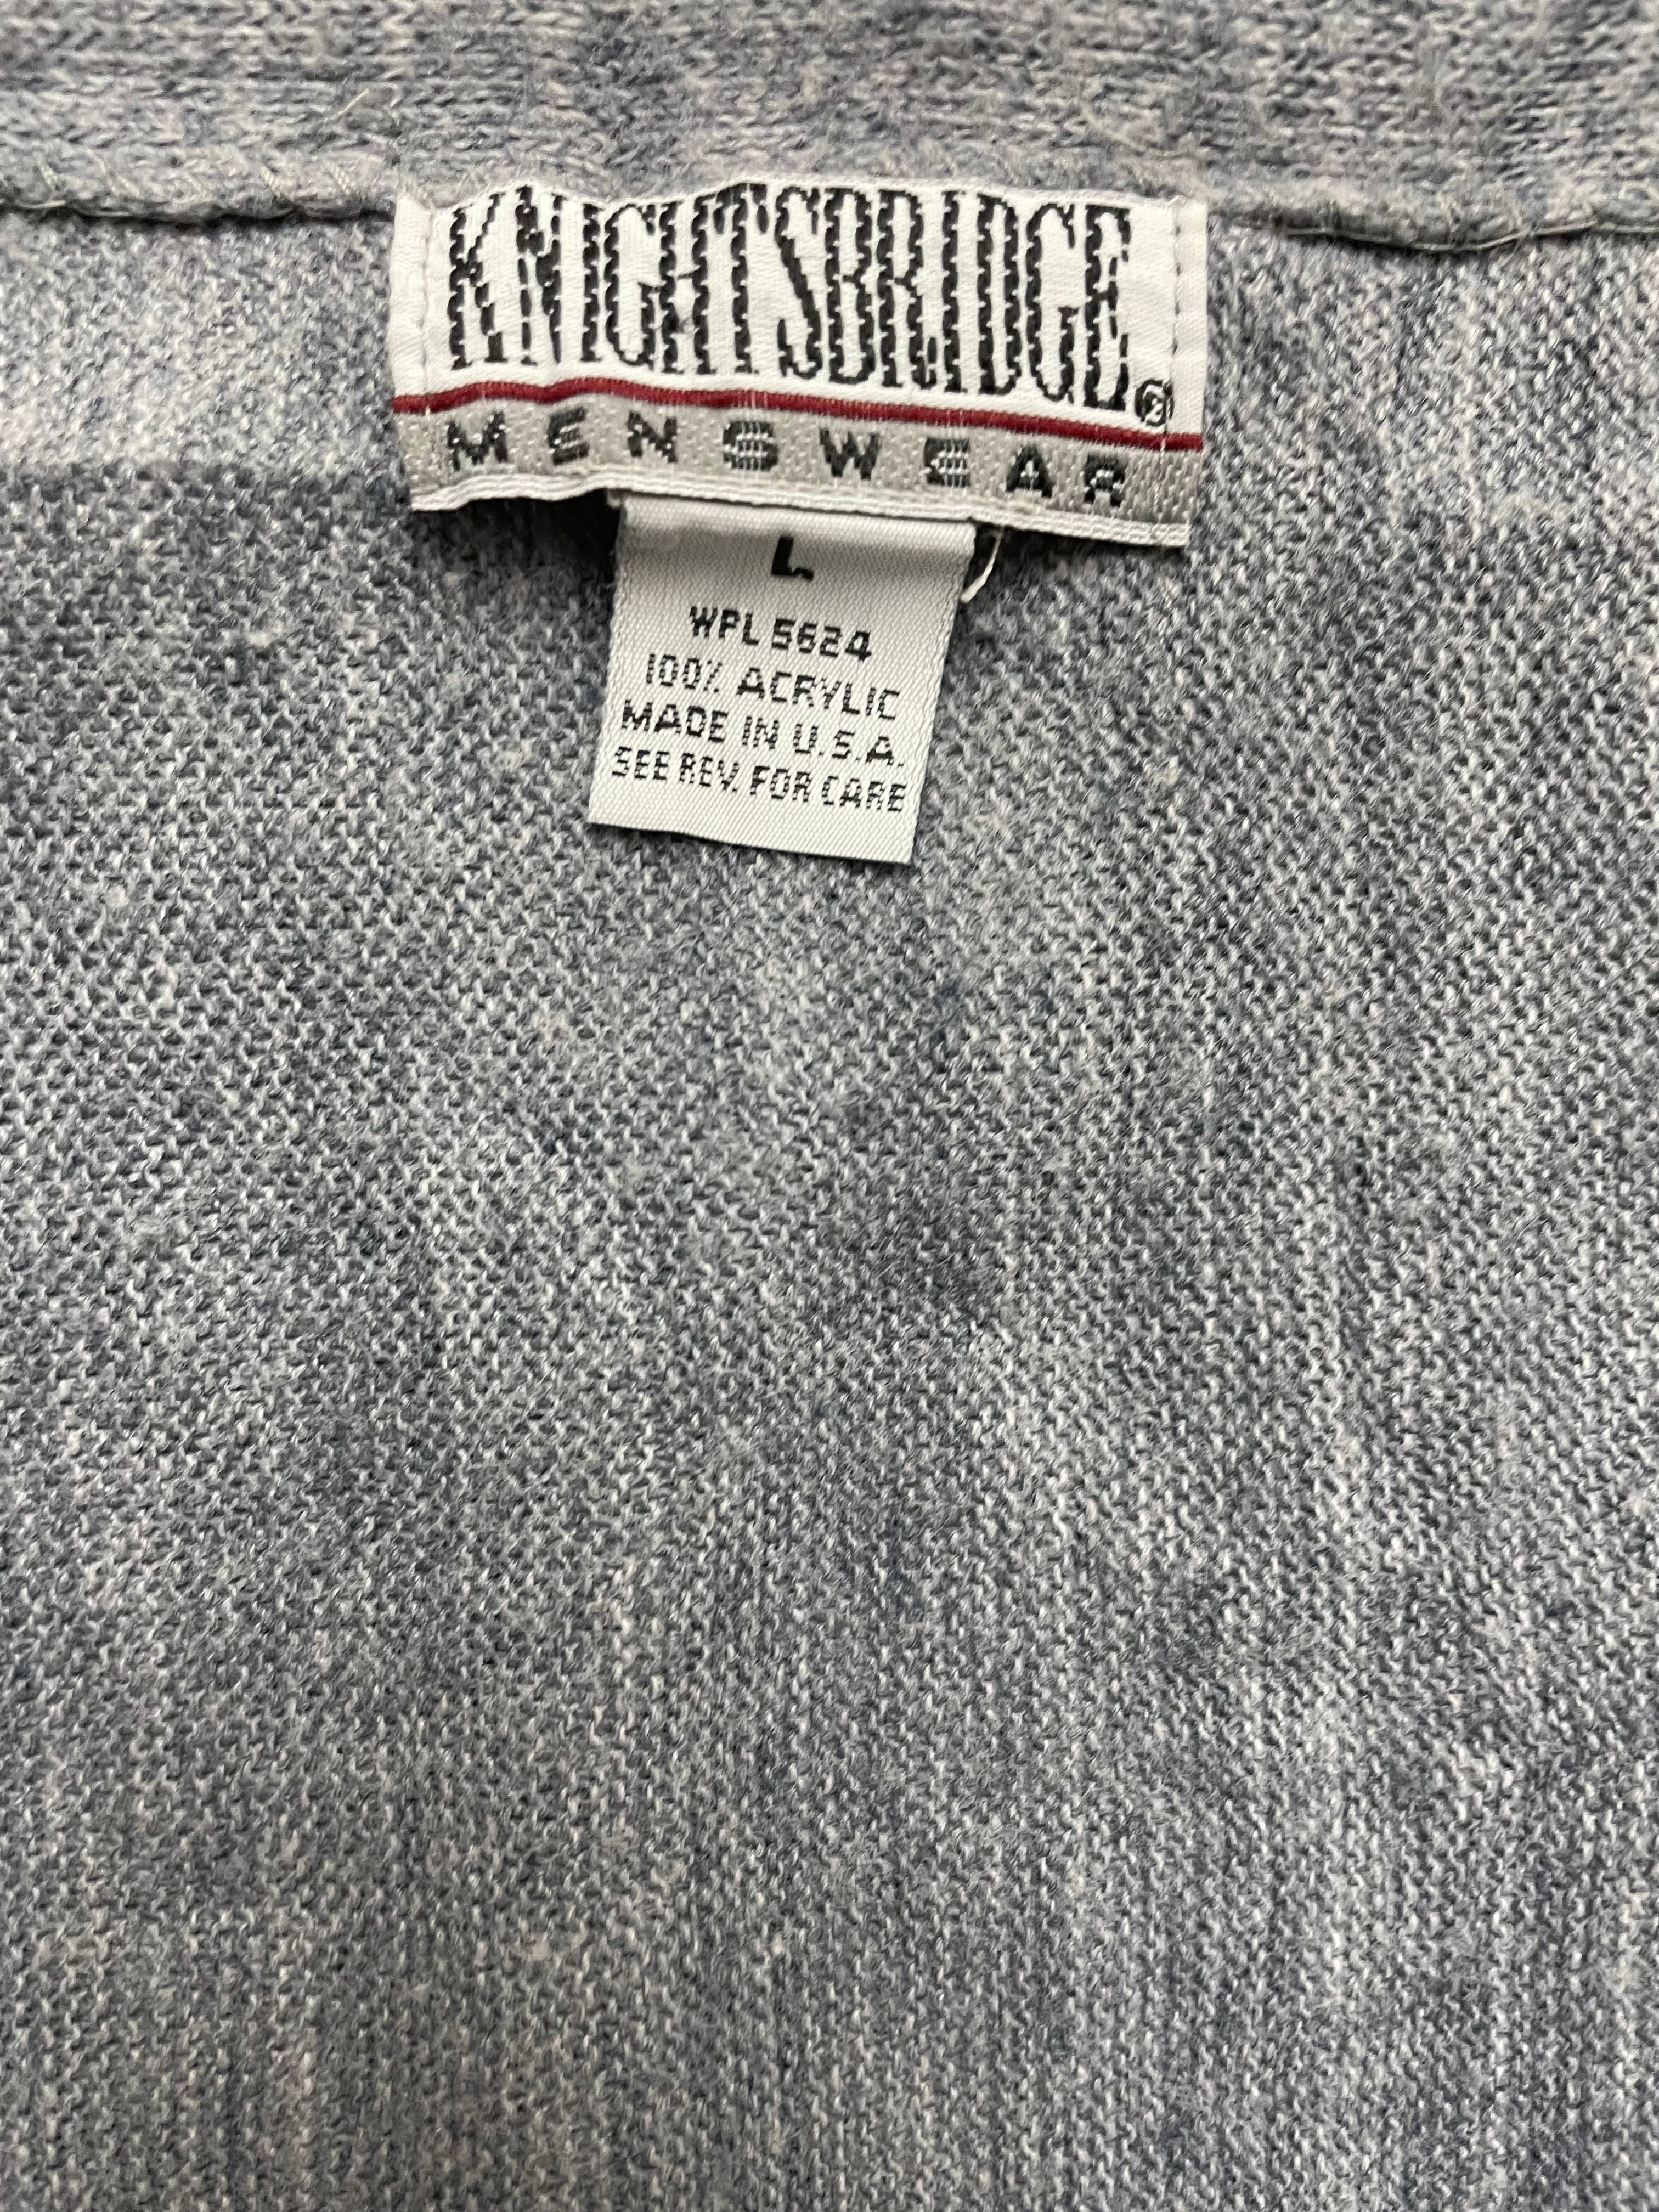 KNIGHTSBRIDGE®
MENSWEAR
L
WPL 5624
100% ACRYLIC
MADE IN U.S.A.
SEE REV. FOR CARE